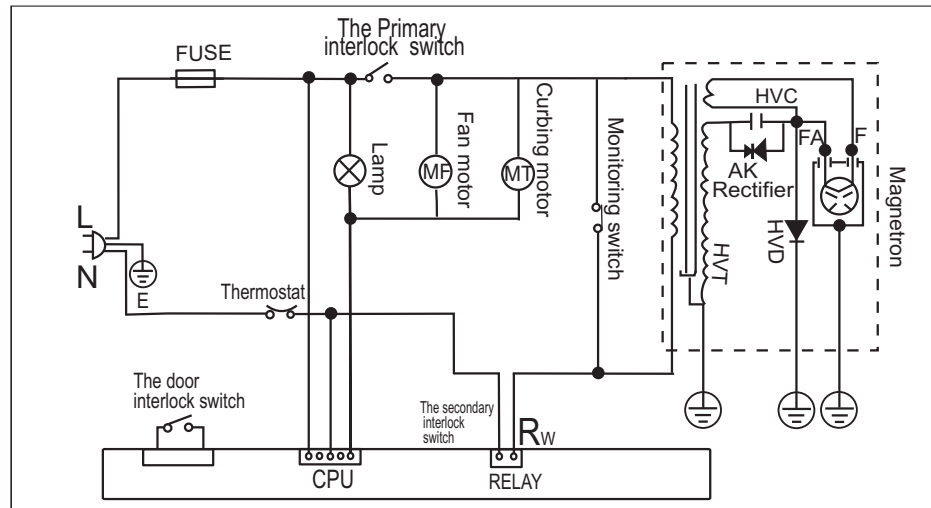 The Primary
interlock switch
FUSE
HVC
Lamp
Fan motor
Curbing motor
Monitoring switch
FA
F
MF
MT
AK
Rectifier
Magnetron
L
N
E
HVT
HVD
Thermostat
The door
interlock switch
The secondary
interlock
switch
RW
CPU
RELAY